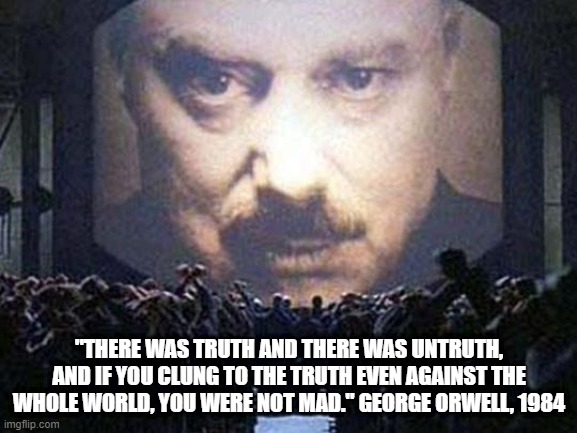 "THERE WAS TRUTH AND THERE WAS UNTRUTH,
AND IF YOU CLUNG TO THE TRUTH EVEN AGAINST THE
WHOLE WORLD, YOU WERE NOT MAD." GEORGE ORWELL, 1984
imgflip.com